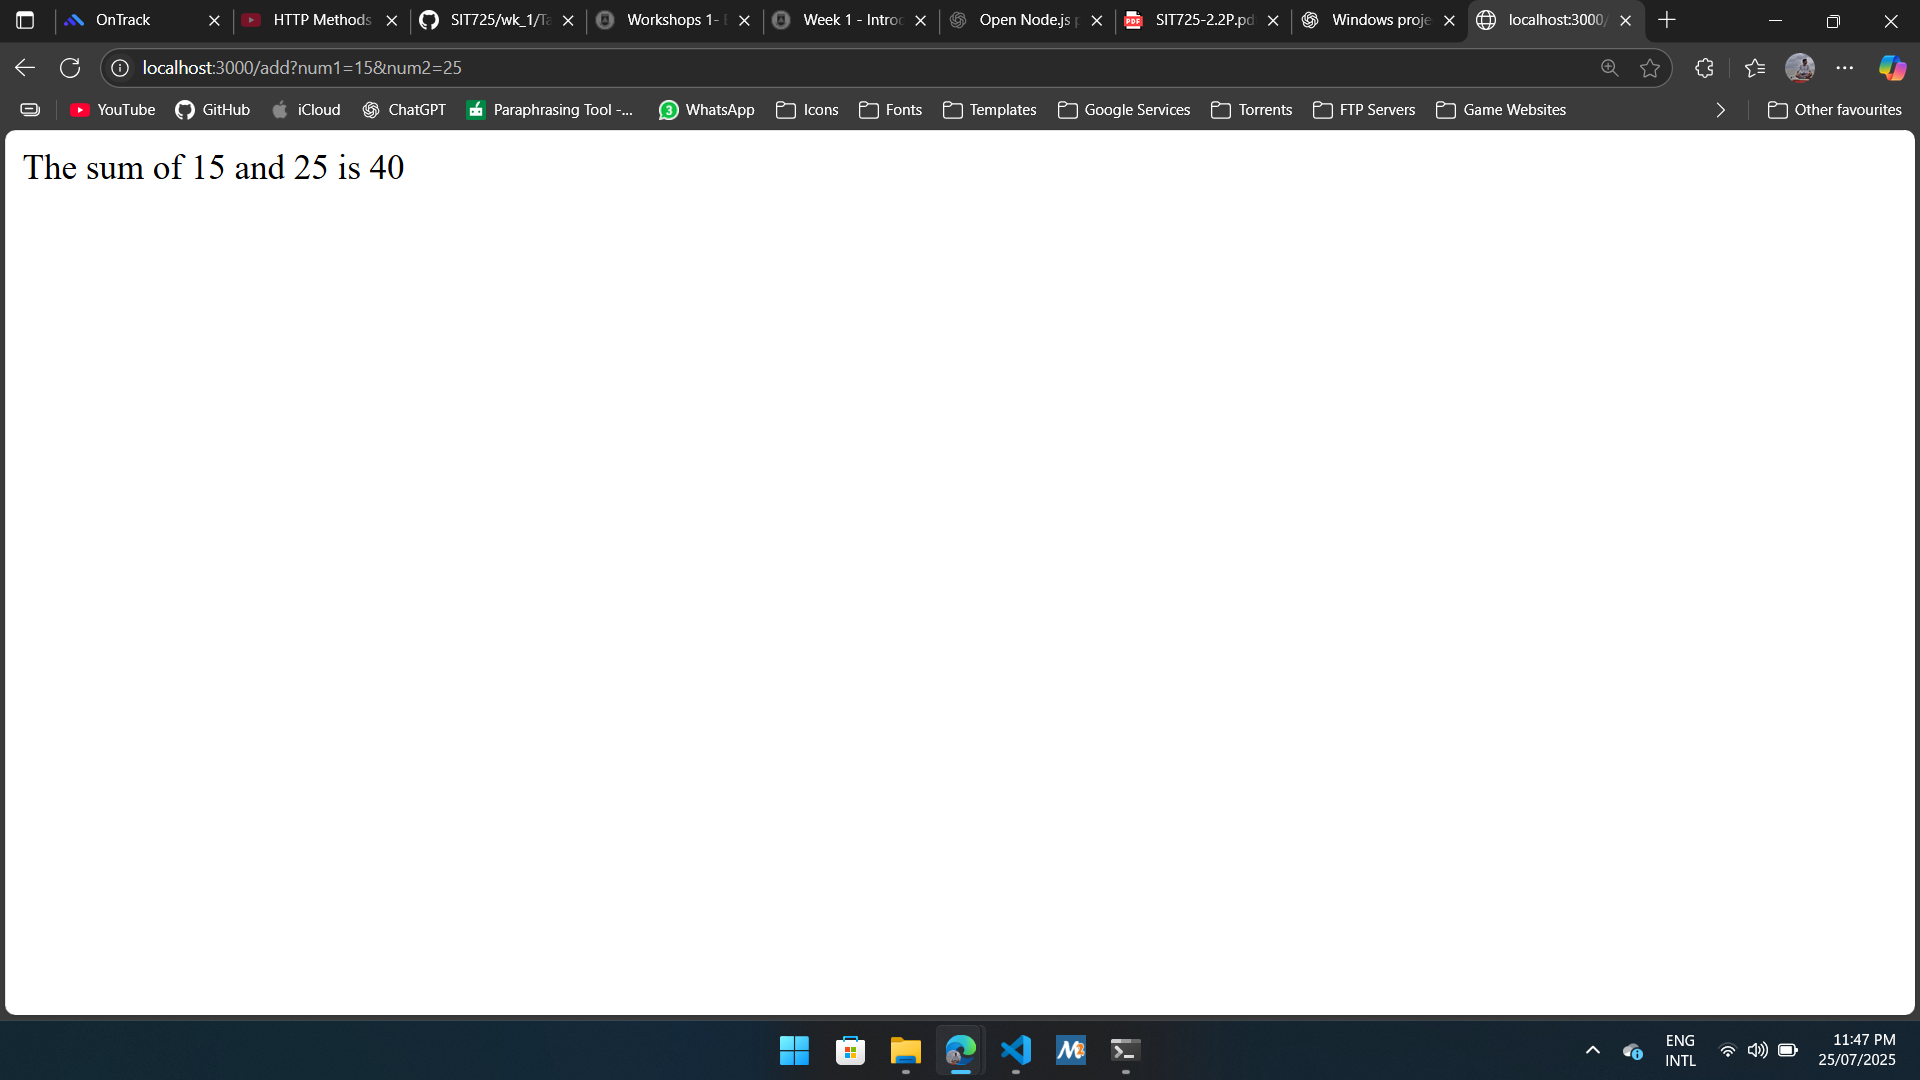 OnTrack
HTTP Methods
SIT725/wk_1/Ta
Workshops 1-
Week 1 - Introd
Open Node.js p
PDF
SIT725-2.2P.pd
Windows proje
localhost:3000/
localhost:3000/add?num1=15&num2=25
YouTube
GitHub
iCloud
ChatGPT
Paraphrasing Tool -...
3
WhatsApp
Icons
Fonts
Templates
Google Services
Torrents
FTP Servers
Game Websites
Other favourites
The sum of 15 and 25 is 40
ENG
INTL
11:47 PM
25/07/2025